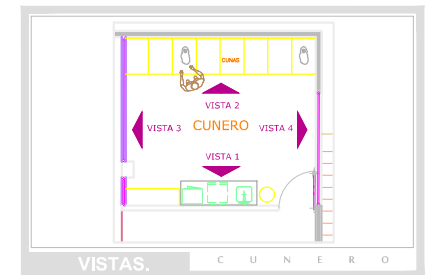 CUNAS
VISTA 2
VISTA 3
CUNERO
VISTA 4
VISTA 1
VISTAS.
C U N E R O